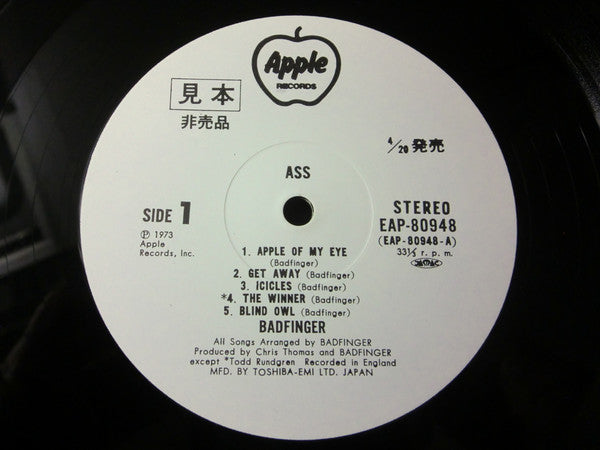 Apple
RECORDS
見本
非売品
4/20 発売
ASS
SIDE 1
STEREO
EAP-80948
(EAP-80948-A)
33⅓ r. p. m.
Ⓟ 1973
Apple
Records, Inc.
1. APPLE OF MY EYE
(Badfinger)
2. GET AWAY (Badfinger)
3. ICICLES (Badfinger)
*4. THE WINNER (Badfinger)
5. BLIND OWL (Badfinger)
BADFINGER
All Songs Arranged by BADFINGER
Produced by Chris Thomas and BADFINGER
except *Todd Rundgren Recorded in England
MFD. BY TOSHIBA-EMI LTD. JAPAN